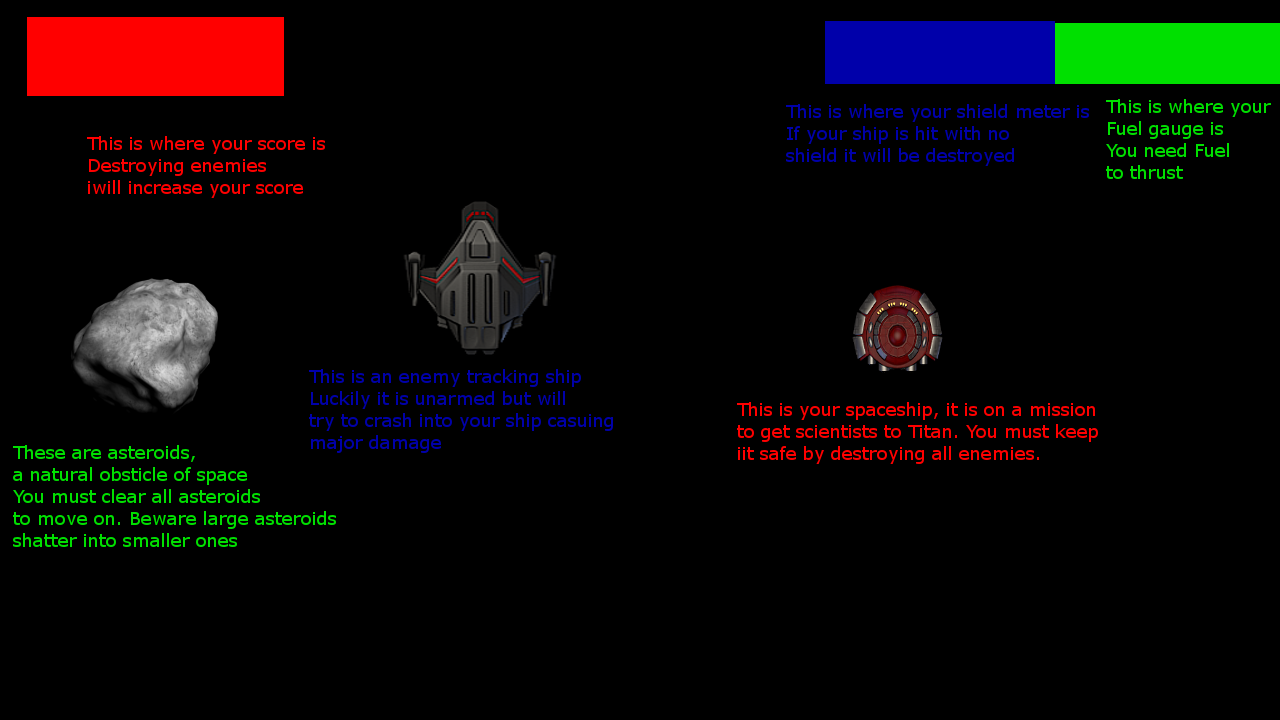 This is where your score is
Destroying enemies
iwill increase your score
This is where your shield meter is
If your ship is hit with no
shield it will be destroyed
This is where your
Fuel gauge is
You need Fuel
to thrust
This is an enemy tracking ship
Luckily it is unarmed but will
try to crash into your ship casuing
major damage
This is your spaceship, it is on a mission
to get scientists to Titan. You must keep
iit safe by destroying all enemies.
These are asteroids,
a natural obsticle of space
You must clear all asteroids
to move on. Beware large asteroids
shatter into smaller ones